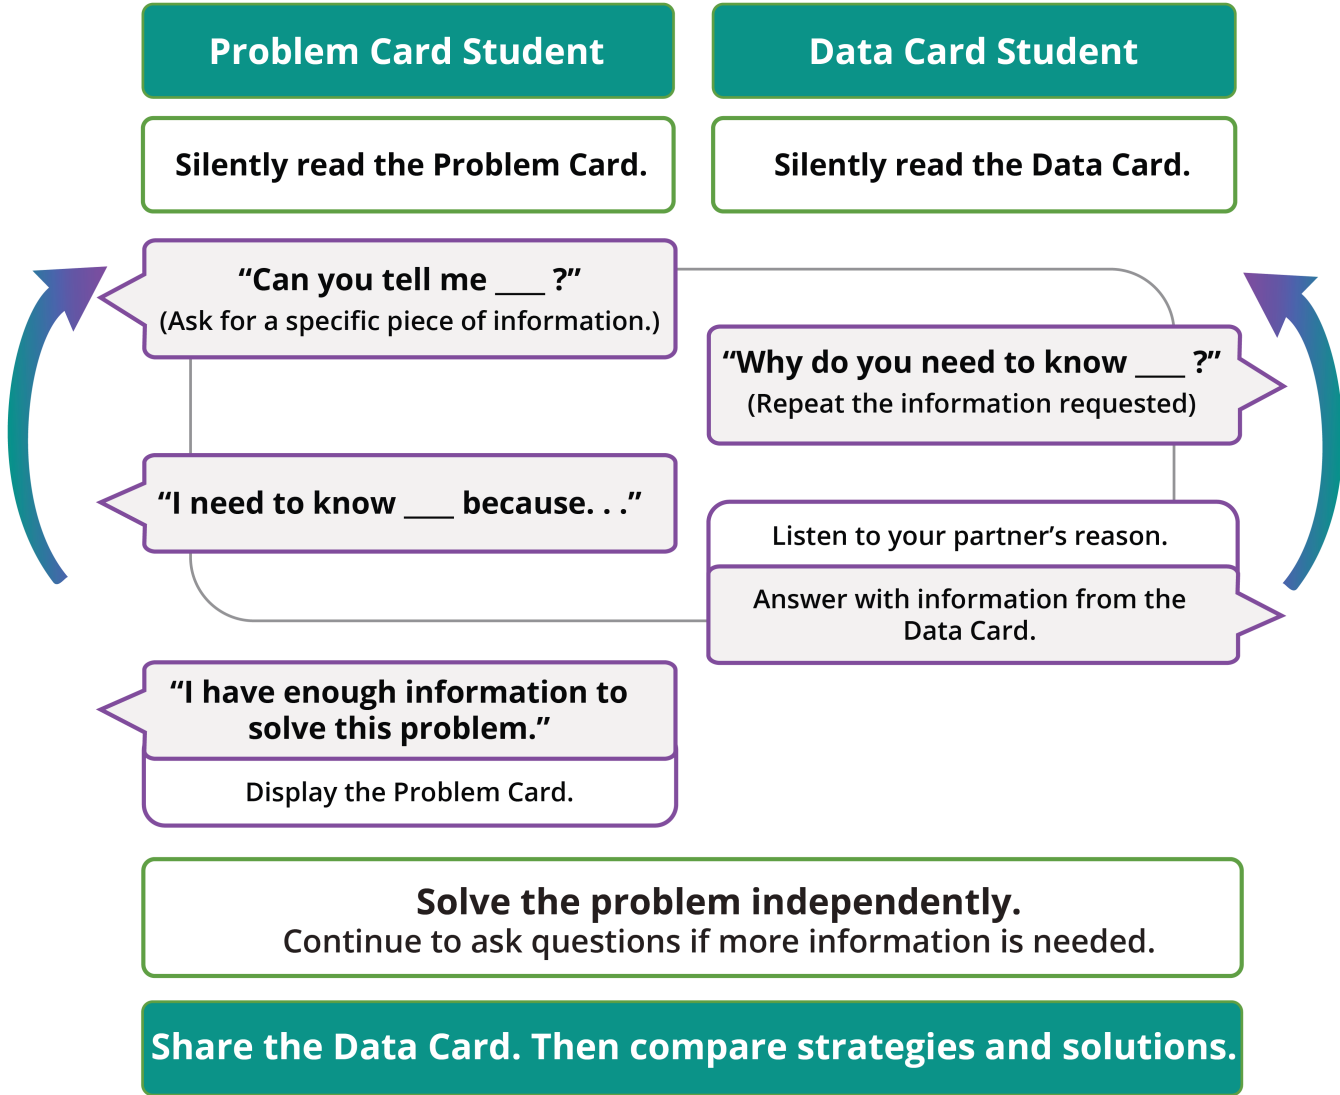 Problem Card Student
Data Card Student
Silently read the Problem Card.
Silently read the Data Card.
“Can you tell me ____ ?”
(Ask for a specific piece of information.)
“Why do you need to know ____ ?”
(Repeat the information requested)
“I need to know ____ because. . .”
Listen to your partner’s reason.
Answer with information from the
Data Card.
“I have enough information to
solve this problem.”
Display the Problem Card.
Solve the problem independently.
Continue to ask questions if more information is needed.
Share the Data Card. Then compare strategies and solutions.